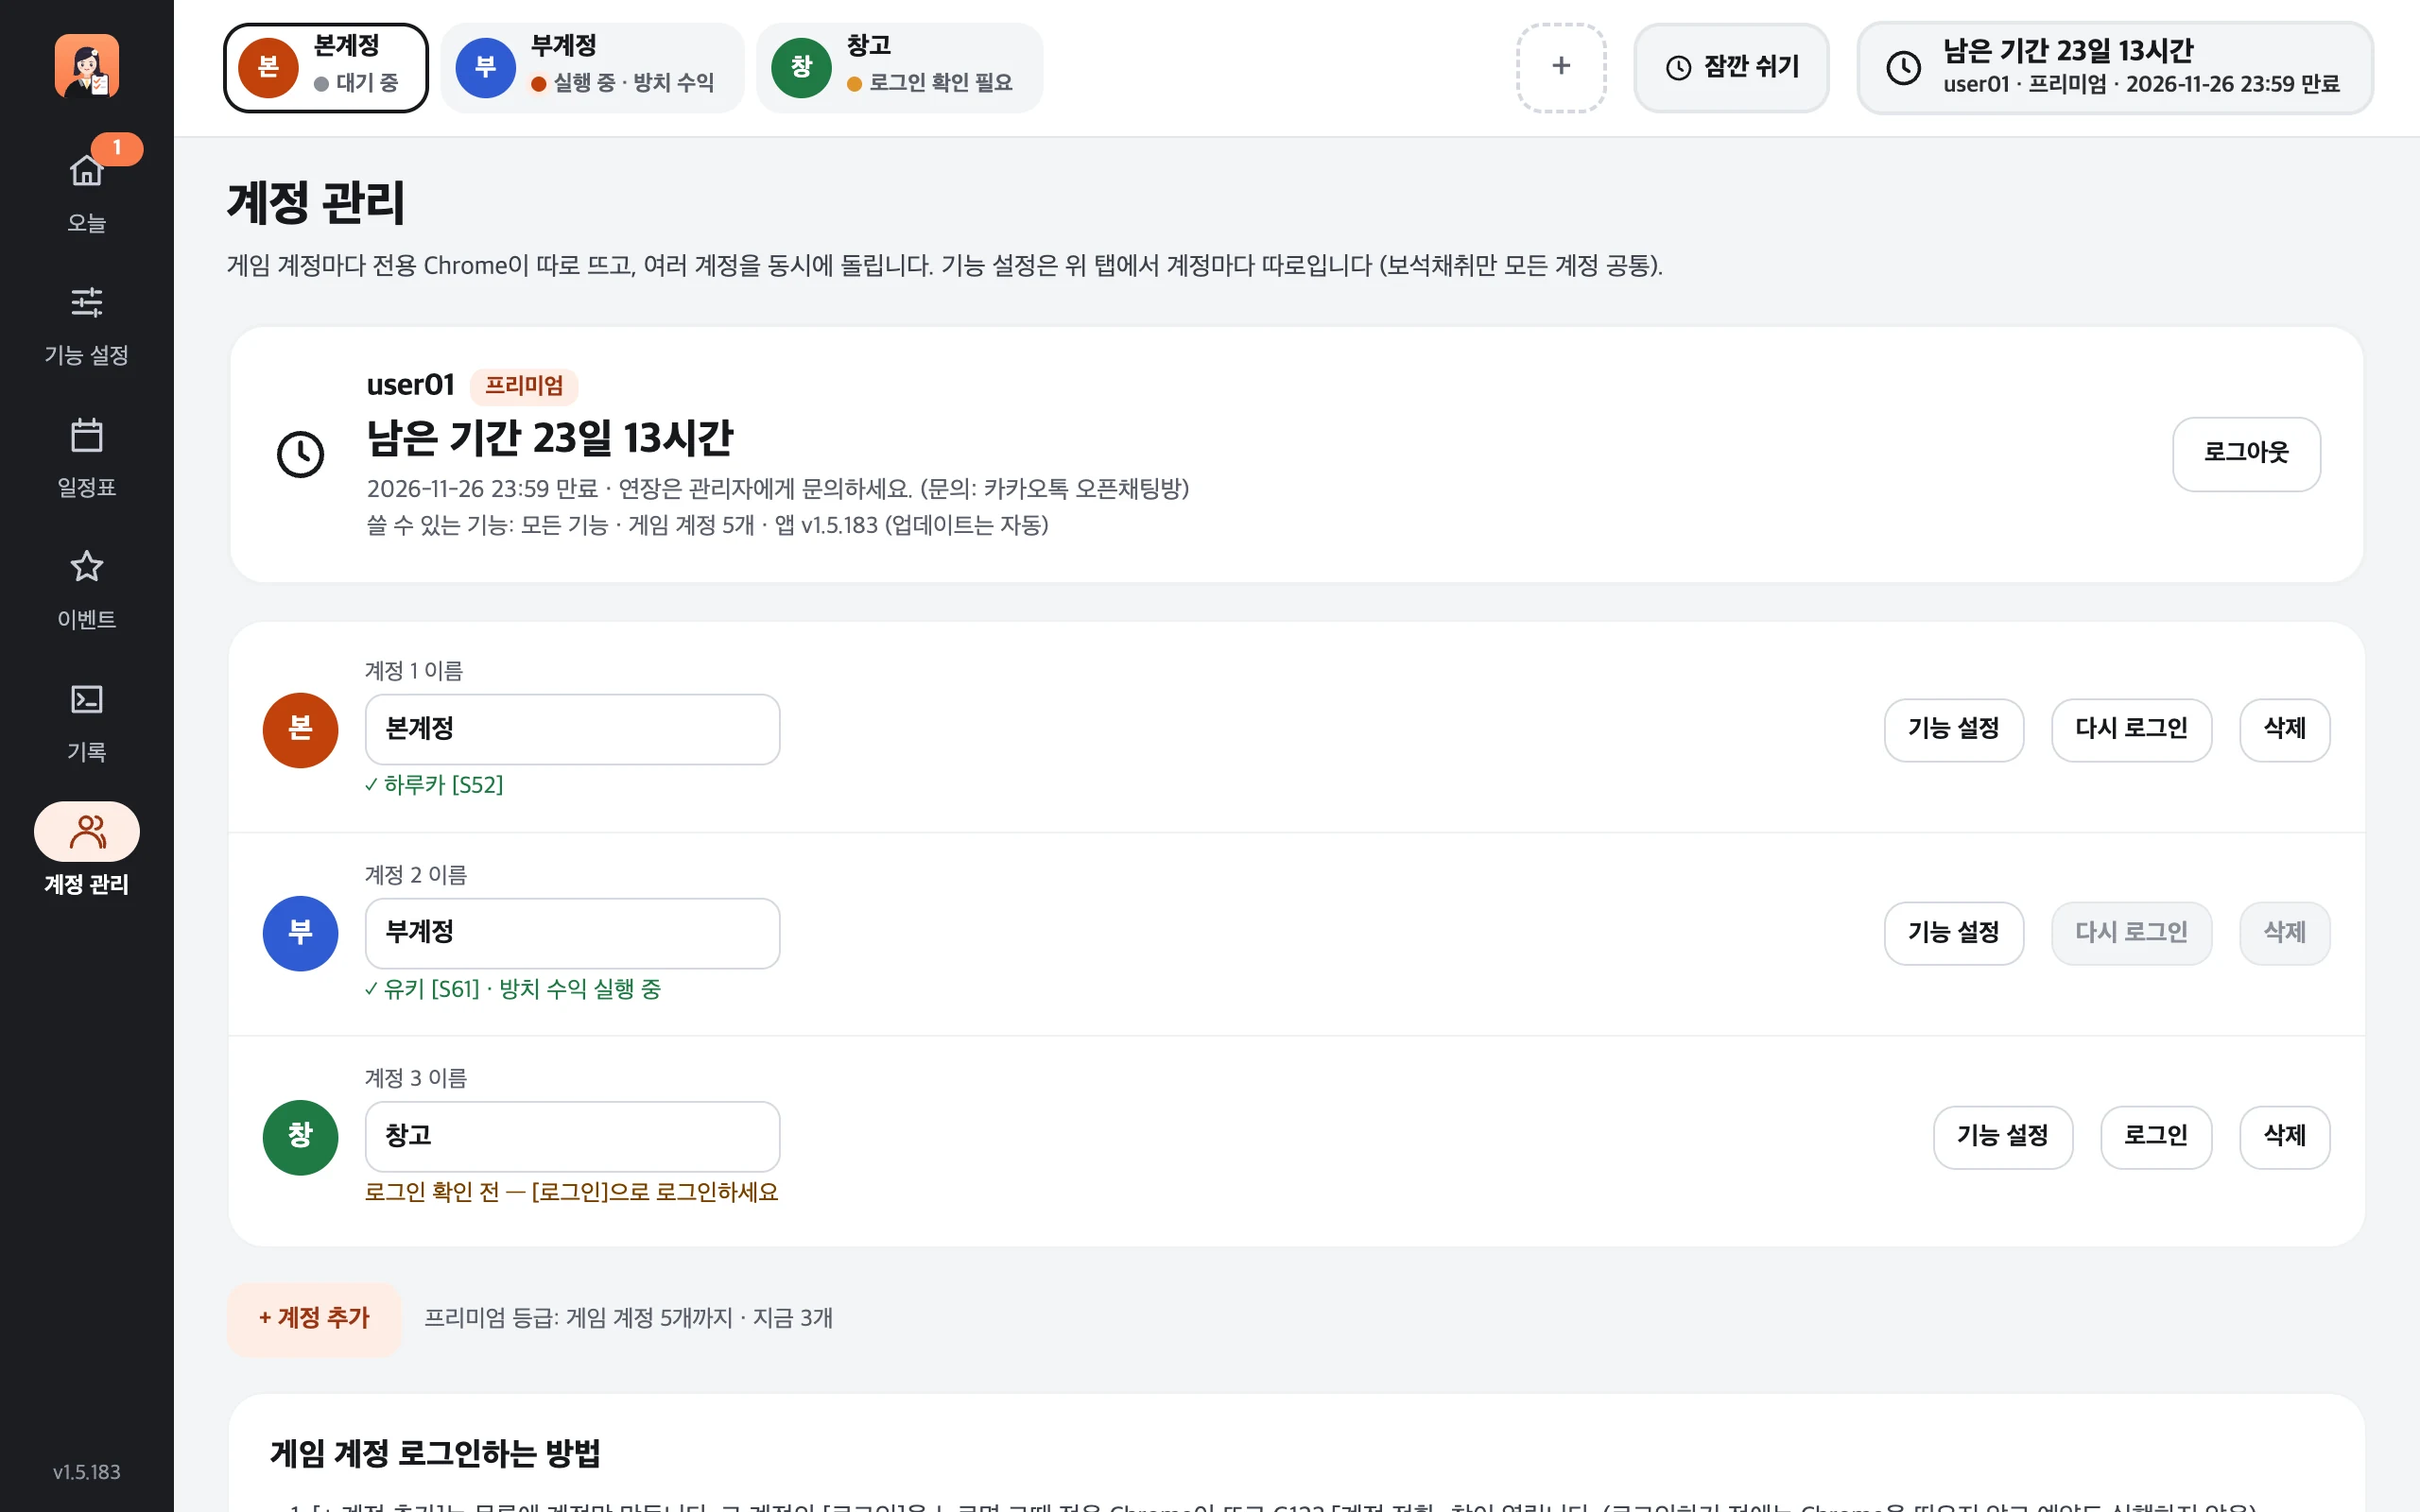 본
본계정
대기 중
부
부계정
실행 중 · 방치 수익
창
창고
로그인 확인 필요
+
잠깐 쉬기
남은 기간 23일 13시간
user01 · 프리미엄 · 2026-11-26 23:59 만료
1
오늘
기능 설정
일정표
이벤트
기록
계정 관리
v1.5.183
계정 관리
게임 계정마다 전용 Chrome이 따로 뜨고, 여러 계정을 동시에 돌립니다. 기능 설정은 위 탭에서 계정마다 따로입니다 (보석채취만 모든 계정 공통).
user01 프리미엄
남은 기간 23일 13시간
2026-11-26 23:59 만료 · 연장은 관리자에게 문의하세요. (문의: 카카오톡 오픈채팅방)
쓸 수 있는 기능: 모든 기능 · 게임 계정 5개 · 앱 v1.5.183 (업데이트는 자동)
로그아웃
계정 1 이름
본
본계정
✓ 하루카 [S52]
기능 설정
다시 로그인
삭제
계정 2 이름
부
부계정
✓ 유키 [S61] · 방치 수익 실행 중
기능 설정
다시 로그인
삭제
계정 3 이름
창
창고
로그인 확인 전 — [로그인]으로 로그인하세요
기능 설정
로그인
삭제
+ 계정 추가
프리미엄 등급: 게임 계정 5개까지 · 지금 3개
게임 계정 로그인하는 방법